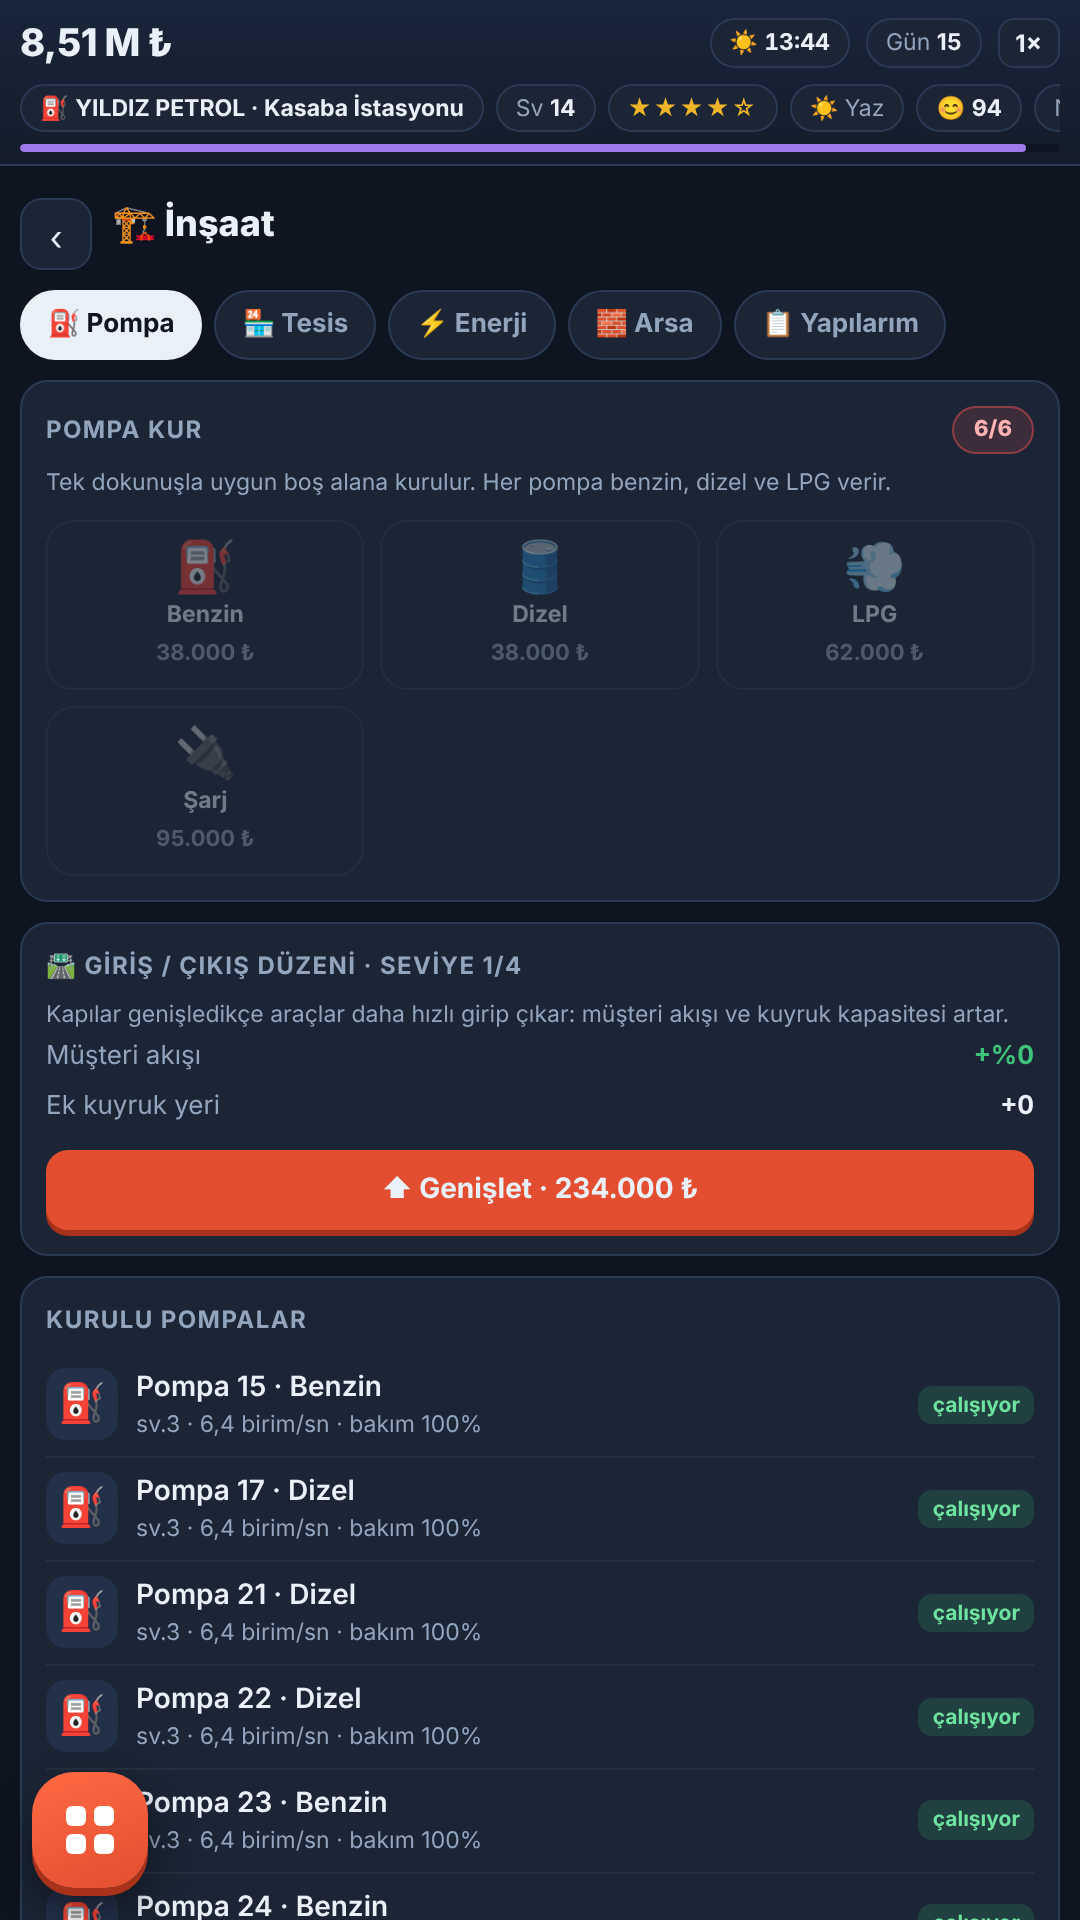 8,51 M ₺
13:44
Gün 15
1×
YILDIZ PETROL · Kasaba İstasyonu
Sv 14
★★★★☆
Yaz
94
‹
İnşaat
Pompa
Tesis
Enerji
Arsa
Yapılarım
POMPA KUR
6/6
Tek dokunuşla uygun boş alana kurulur. Her pompa benzin, dizel ve LPG verir.
Benzin
38.000 ₺
Dizel
38.000 ₺
LPG
62.000 ₺
Şarj
95.000 ₺
GİRİŞ / ÇIKIŞ DÜZENİ · SEVİYE 1/4
Kapılar genişledikçe araçlar daha hızlı girip çıkar: müşteri akışı ve kuyruk kapasitesi artar.
Müşteri akışı +%0
Ek kuyruk yeri +0
Genişlet · 234.000 ₺
KURULU POMPALAR
Pompa 15 · Benzin
sv.3 · 6,4 birim/sn · bakım 100%
çalışıyor
Pompa 17 · Dizel
sv.3 · 6,4 birim/sn · bakım 100%
çalışıyor
Pompa 21 · Dizel
sv.3 · 6,4 birim/sn · bakım 100%
çalışıyor
Pompa 22 · Dizel
sv.3 · 6,4 birim/sn · bakım 100%
çalışıyor
Pompa 23 · Benzin
v.3 · 6,4 birim/sn · bakım 100%
çalışıyor
Pompa 24 · Benzin